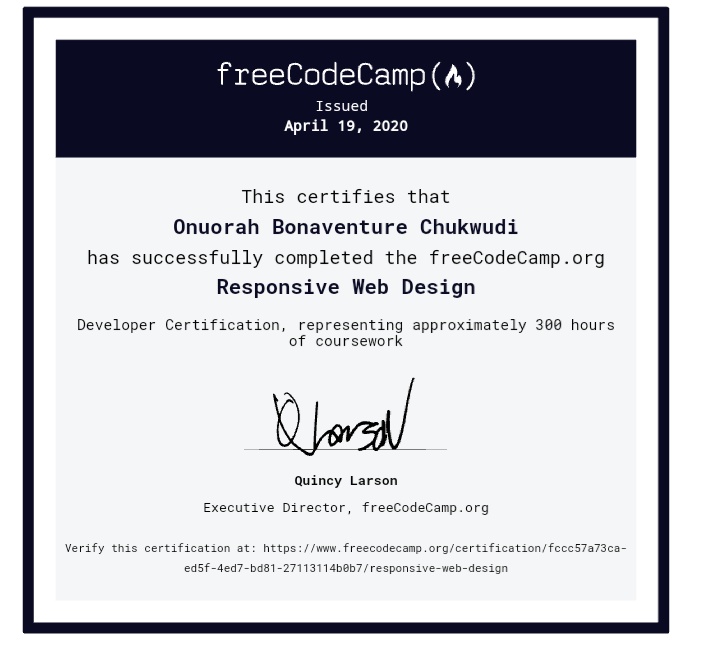 freeCodeCamp
Issued
April 19, 2020
This certifies that
Onuorah Bonaventure Chukwudi
has successfully completed the freeCodeCamp.org
Responsive Web Design
Developer Certification, representing approximately 300 hours
of coursework
Q Larson
Quincy Larson
Executive Director, freeCodeCamp.org
Verify this certification at: https://www.freecodecamp.org/certification/fccc57a73ca-
ed5f-4ed7-bd81-27113114b0b7/responsive-web-design